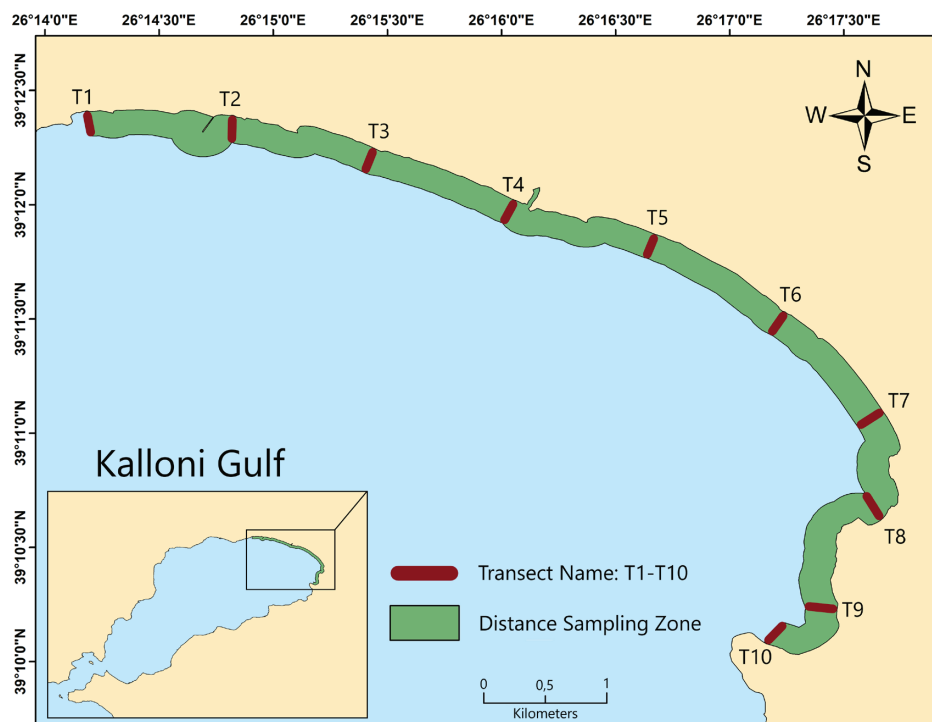 26°14'0"E 26°14'30"E 26°15'0"E 26°15'30"E 26°16'0"E 26°16'30"E 26°17'0"E 26°17'30"E
39°12'30"N
39°12'0"N
39°11'30"N
39°11'0"N
39°10'30"N
39°10'0"N
N
W E
S
T1
T2
T3
T4
T5
T6
T7
T8
T9
T10
Kalloni Gulf
Transect Name: T1-T10
Distance Sampling Zone
0 0,5 1
Kilometers